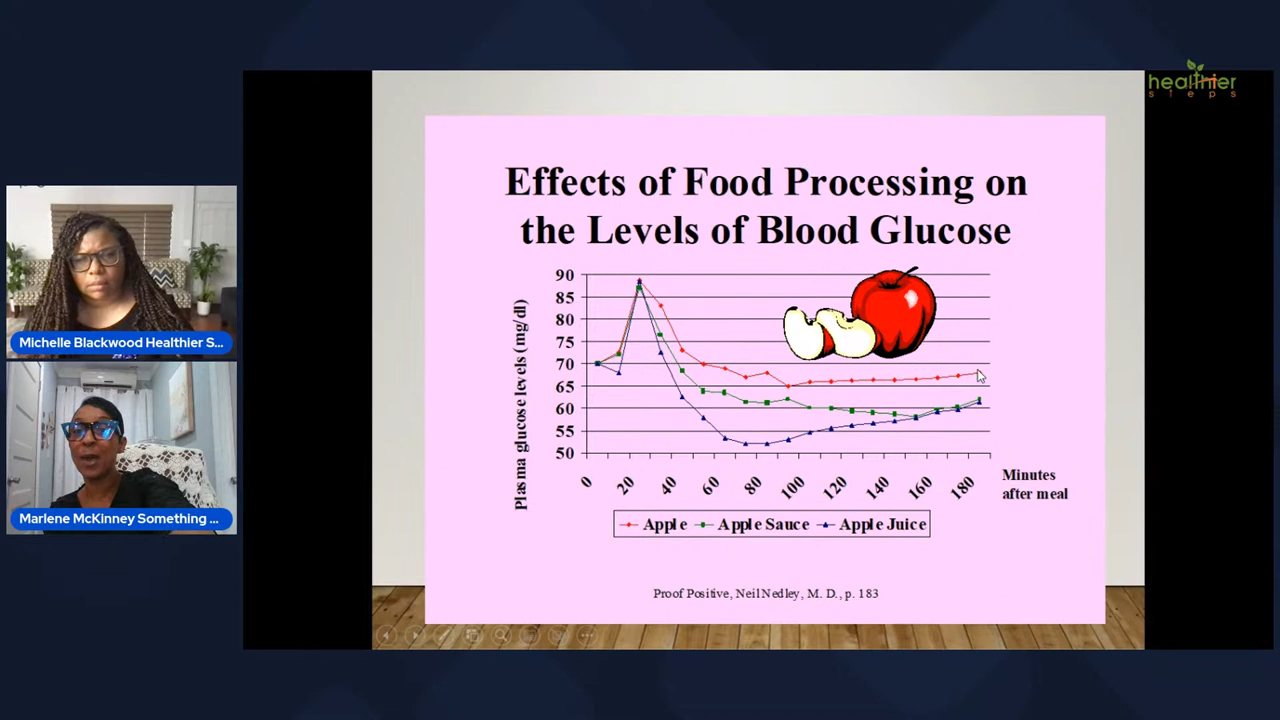 healthier
steps
Effects of Food Processing on
the Levels of Blood Glucose
Plasma glucose levels (mg/dl)
90
85
80
75
70
65
60
55
50
0
20
40
60
80
100
120
140
160
180
Minutes
after meal
Apple
Apple Sauce
Apple Juice
Proof Positive, Neil Nedley, M. D., p. 183
Michelle Blackwood Healthier S...
Marlene McKinney Something ...